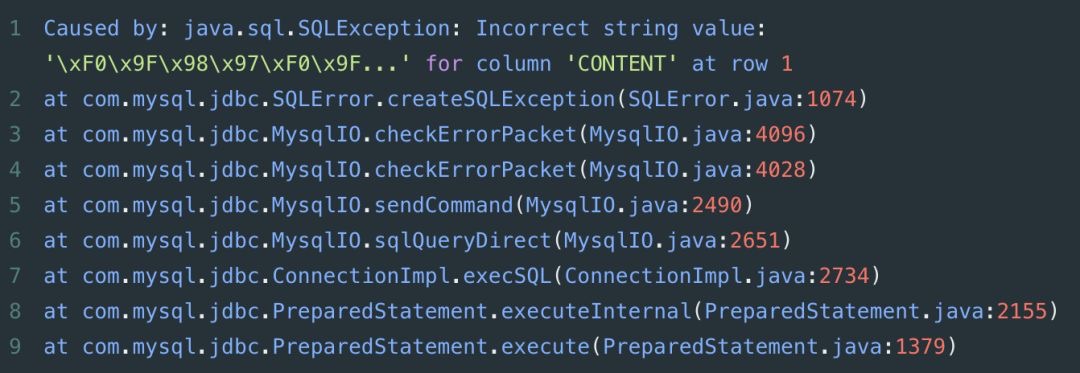 1 Caused by: java.sql.SQLException: Incorrect string value:
'\xF0\x9F\x98\x97\xF0\x9F...' for column 'CONTENT' at row 1
2 at com.mysql.jdbc.SQLError.createSQLException(SQLError.java:1074)
3 at com.mysql.jdbc.MysqlIO.checkErrorPacket(MysqlIO.java:4096)
4 at com.mysql.jdbc.MysqlIO.checkErrorPacket(MysqlIO.java:4028)
5 at com.mysql.jdbc.MysqlIO.sendCommand(MysqlIO.java:2490)
6 at com.mysql.jdbc.MysqlIO.sqlQueryDirect(MysqlIO.java:2651)
7 at com.mysql.jdbc.ConnectionImpl.execSQL(ConnectionImpl.java:2734)
8 at com.mysql.jdbc.PreparedStatement.executeInternal(PreparedStatement.java:2155)
9 at com.mysql.jdbc.PreparedStatement.execute(PreparedStatement.java:1379)